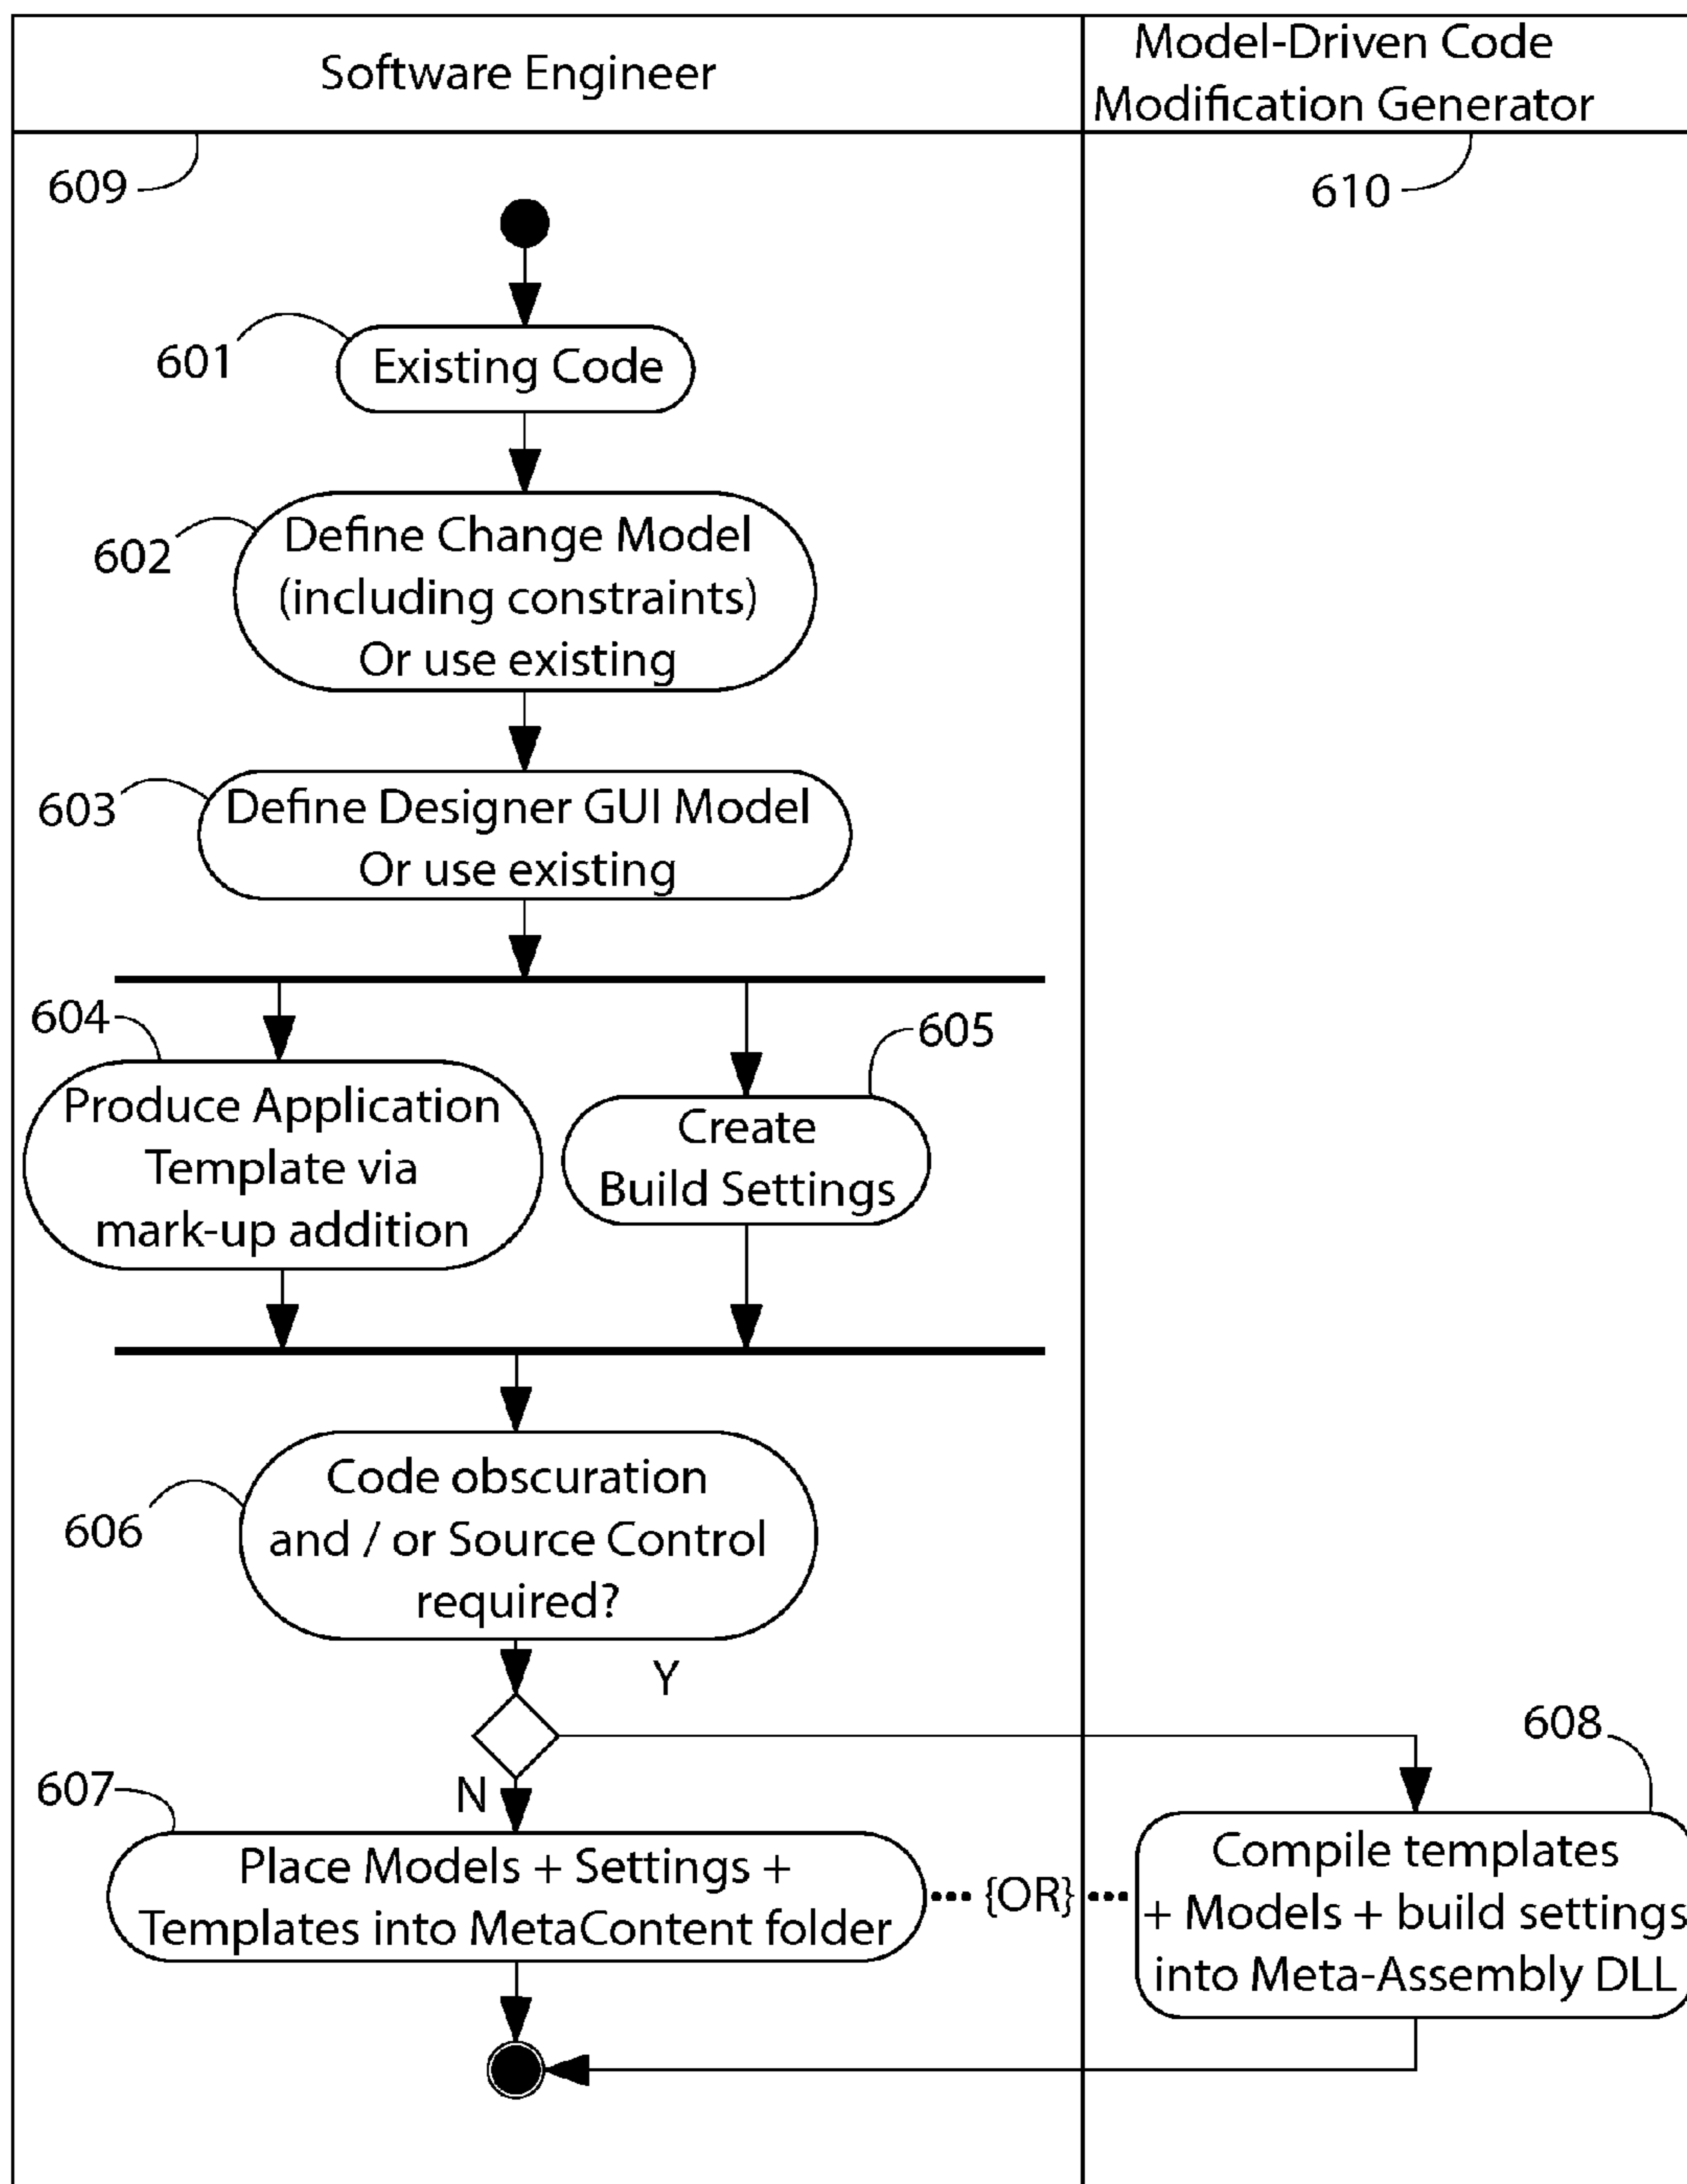 Software Engineer
Model-Driven Code
Modification Generator
609
610
601
Existing Code
602
Define Change Model
(including constraints)
Or use existing
603
Define Designer GUI Model
Or use existing
604
605
Produce Application
Template via
mark-up addition
Create
Build Settings
606
Code obscuration
and / or Source Control
required?
Y
N
607
608
Place Models + Settings +
Templates into MetaContent folder
{OR}
Compile templates
+ Models + build settings
into Meta-Assembly DLL